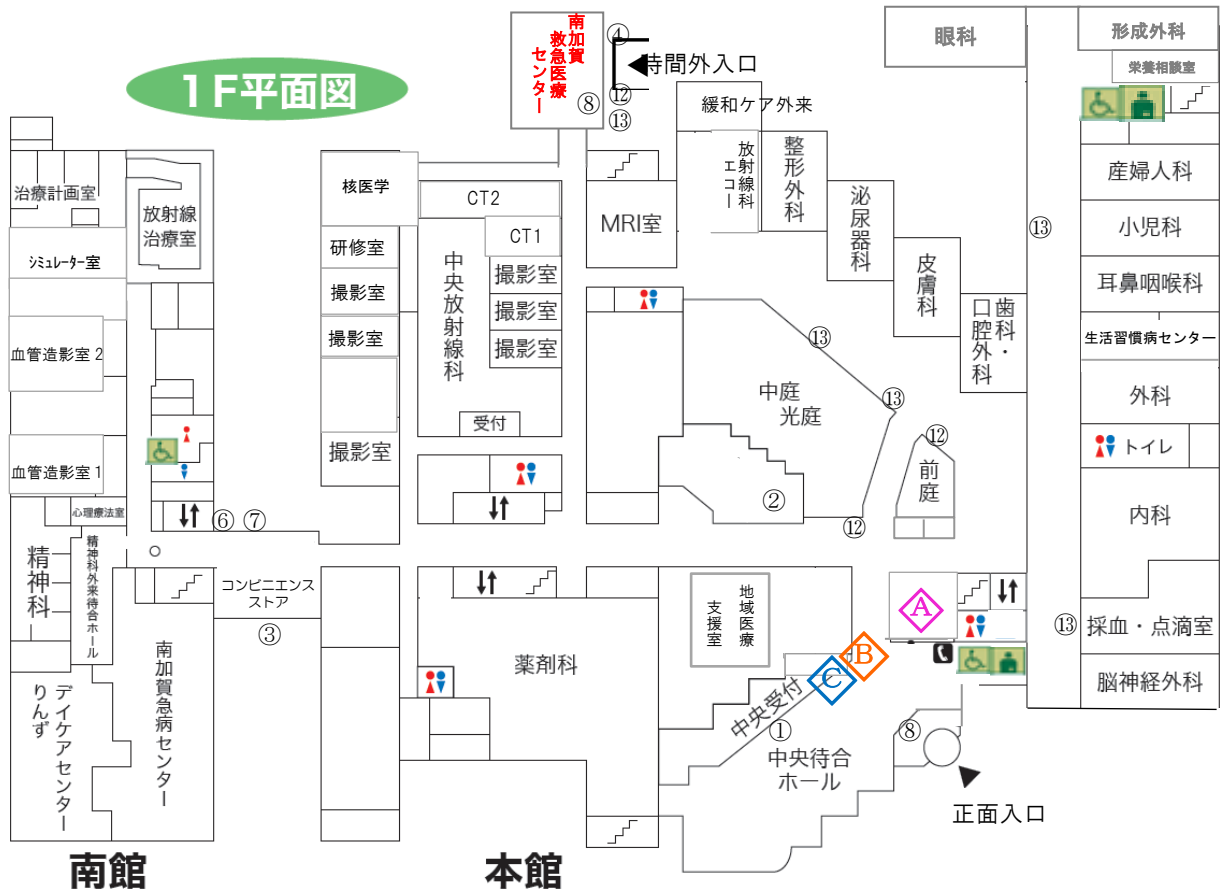 1F平面図
南加賀
救急医療
センター
④
時間外入口
⑧
⑫
⑬
眼科
形成外科
栄養相談室
緩和ケア外来
放射線科
エコー
整形外科
泌尿器科
皮膚科
歯科・
口腔外科
産婦人科
小児科
⑬
耳鼻咽喉科
生活習慣病センター
外科
トイレ
内科
採血・点滴室
⑬
脳神経外科
治療計画室
放射線
治療室
シミュレーター室
血管造影室2
血管造影室1
心理療法室
核医学
研修室
撮影室
撮影室
撮影室
CT2
CT1
中央放射線科
撮影室
撮影室
撮影室
受付
MRI室
中庭
光庭
⑬
⑬
⑫
前庭
②
⑫
⑥
⑦
精神科
精神科外来待合ホール
コンビニエンス
ストア
③
南加賀急病センター
デイケアセンター
りんず
薬剤科
地域医療
支援室
A
B
C
中央受付
①
中央待合
ホール
⑧
正面入口
南館
本館